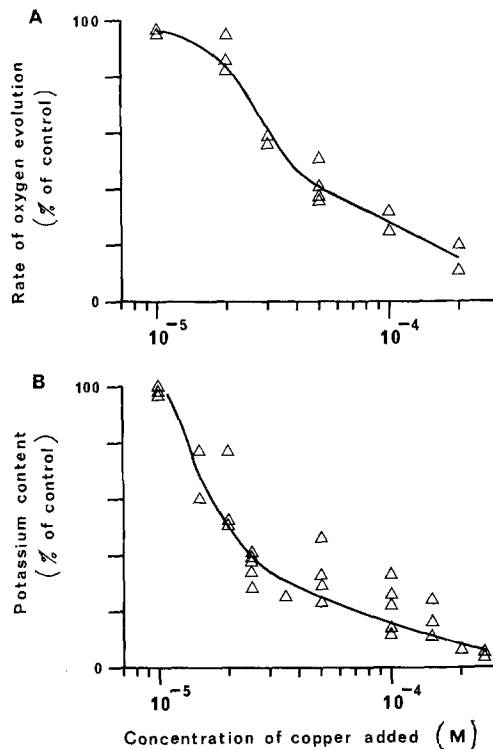 A
100
Rate of oxygen evolution
(% of control)
0
10-5
10-4
B
100
Potassium content
(% of control)
0
10-5
10-4
Concentration of copper added (M)